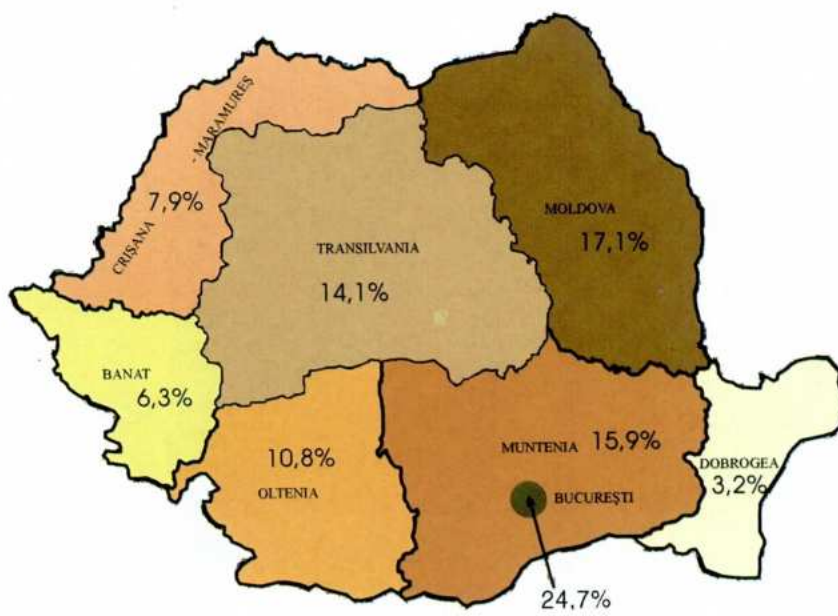 - MARAMUREȘ
7,9%
CRIȘANA
MOLDOVA
17,1%
TRANSILVANIA
14,1%
BANAT
6,3%
10,8%
OLTENIA
MUNTENIA 15,9%
BUCUREȘTI
DOBROGEA
3,2%
24,7%